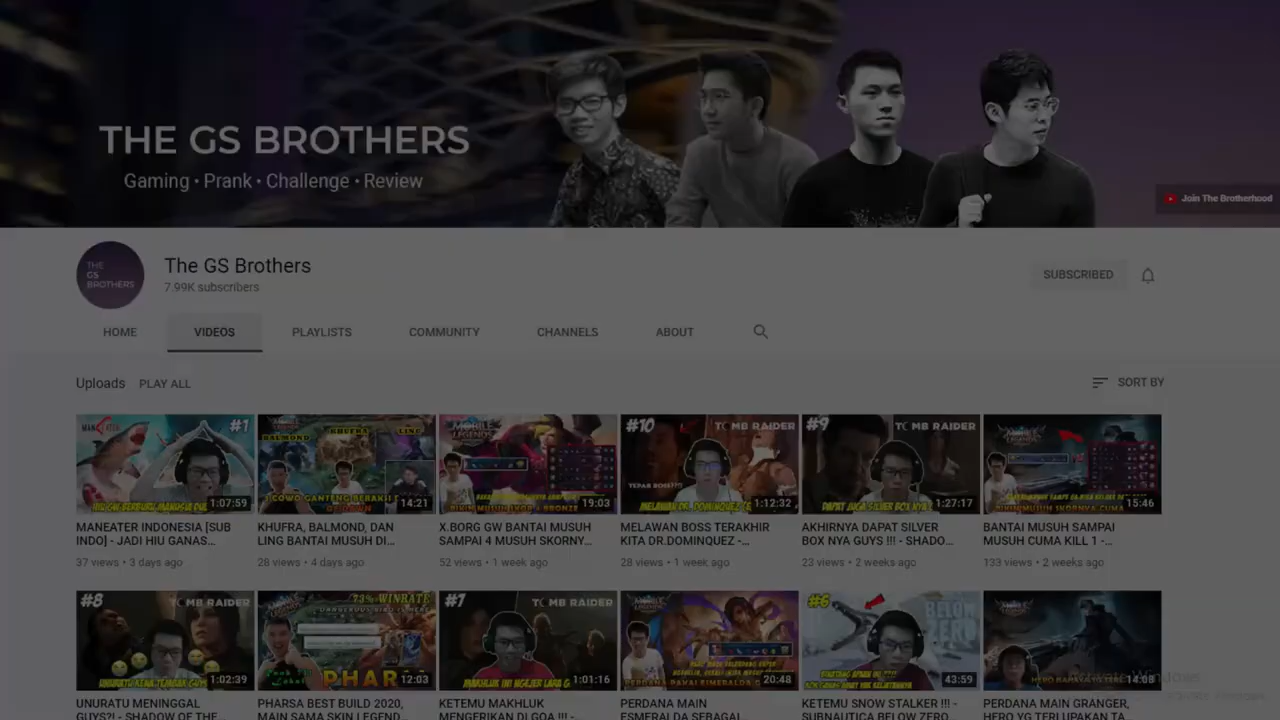 THE GS BROTHERS
Gaming • Prank • Challenge • Review
Join The Brotherhood
THE
GS
BROTHERS
The GS Brothers
7.99K subscribers
SUBSCRIBED
HOME VIDEOS PLAYLISTS COMMUNITY CHANNELS ABOUT
Uploads PLAY ALL SORT BY
#1
1:07:59
BALMOND KHUFRA LING
14:21
MOBILE LEGENDS
19:03
#10 TOMB RAIDER
1:12:32
#9 TOMB RAIDER
1:27:17
15:46
MANEATER INDONESIA [SUB
INDO] - JADI HIU GANAS...
37 views • 3 days ago
KHUFRA, BALMOND, DAN
LING BANTAI MUSUH DI...
28 views • 4 days ago
X.BORG GW BANTAI MUSUH
SAMPAI 4 MUSUH SKORNY...
52 views • 1 week ago
MELAWAN BOSS TERAKHIR
KITA DR.DOMINQUEZ -...
28 views • 1 week ago
AKHIRNYA DAPAT SILVER
BOX NYA GUYS !!! - SHADO...
23 views • 2 weeks ago
BANTAI MUSUH SAMPAI
MUSUH CUMA KILL 1 -...
133 views • 2 weeks ago
#8 TOMB RAIDER
1:02:39
73% WINRATE
PHAR
12:03
#7 TOMB RAIDER
1:01:16
20:48
#6 BELOW ZERO
43:59
14:08
UNURATU MENINGGAL
GUYS?! - SHADOW OF THE...
PHARSA BEST BUILD 2020,
MAIN SAMA SKIN LEGEND...
KETEMU MAKHLUK
MENGERIKAN DI GOA !!! -
PERDANA MAIN
ESMERALDA SEBAGAI
KETEMU SNOW STALKER !!! -
SUBNAUTICA BELOW ZERO...
PERDANA MAIN GRANGER,
HERO YG TERLUPAKAN TA...